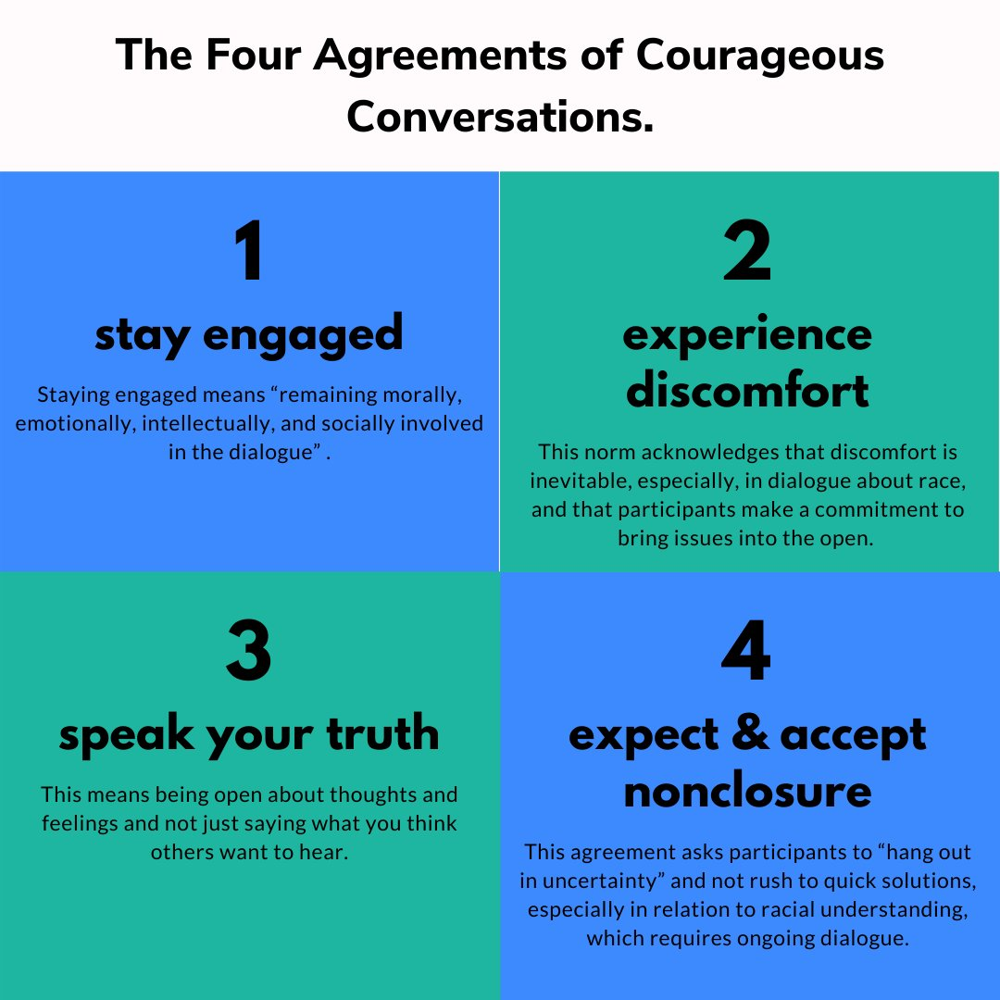 The Four Agreements of Courageous
Conversations.
1
stay engaged
Staying engaged means “remaining morally,
emotionally, intellectually, and socially involved
in the dialogue” .
2
experience
discomfort
This norm acknowledges that discomfort is
inevitable, especially, in dialogue about race,
and that participants make a commitment to
bring issues into the open.
3
speak your truth
This means being open about thoughts and
feelings and not just saying what you think
others want to hear.
4
expect & accept
nonclosure
This agreement asks participants to “hang out
in uncertainty” and not rush to quick solutions,
especially in relation to racial understanding,
which requires ongoing dialogue.